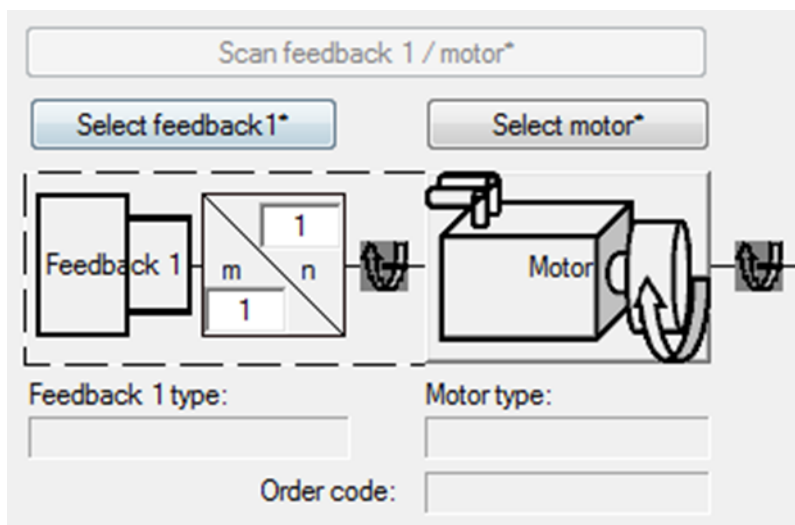 Scan feedback 1 / motor*
Select feedback1* Select motor*
1
Feedback 1 m n Motor
1
Feedback 1 type: Motor type:
Order code: